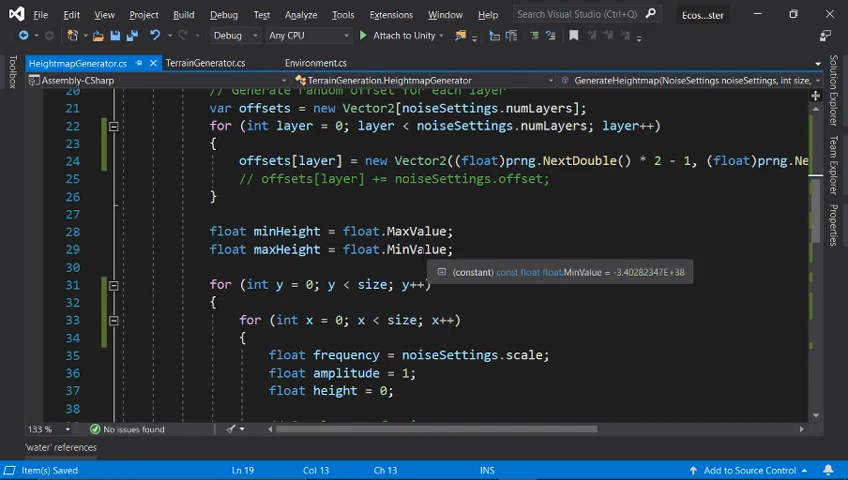 File Edit View Project Build Debug Test Analyze Tools Extensions Window Help Search Visual Studio (Ctrl+Q) Ecos...ster
Debug Any CPU Attach to Unity
HeightmapGenerator.cs TerrainGenerator.cs Environment.cs
Assembly-CSharp TerrainGeneration.HeightmapGenerator GenerateHeightmap(NoiseSettings noiseSettings, int size,
20 // Generate random offset for each layer
21 var offsets = new Vector2[noiseSettings.numLayers];
22 for (int layer = 0; layer < noiseSettings.numLayers; layer++)
23 {
24 offsets[layer] = new Vector2((float)prng.NextDouble() * 2 - 1, (float)prng.Ne
25 // offsets[layer] += noiseSettings.offset;
26 }
27
28 float minHeight = float.MaxValue;
29 float maxHeight = float.MinValue;
(constant) const float float.MinValue = -3.40282347E+38
30
31 for (int y = 0; y < size; y++)
32 {
33 for (int x = 0; x < size; x++)
34 {
35 float frequency = noiseSettings.scale;
36 float amplitude = 1;
37 float height = 0;
38
133 % No issues found
'water' references
Item(s) Saved Ln 19 Col 13 Ch 13 INS Add to Source Control
Toolbox
Solution Explorer
Team Explorer
Properties